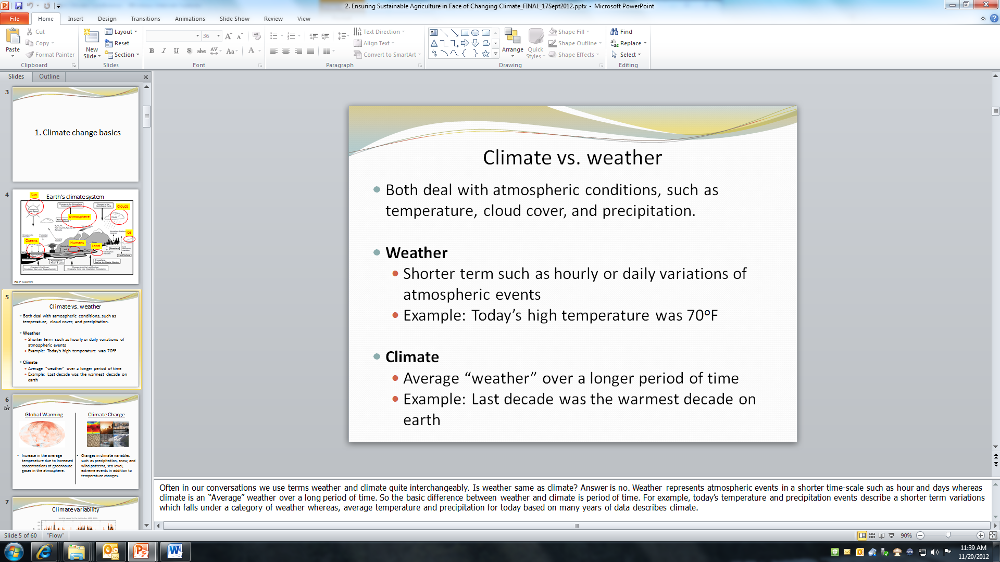 2. Ensuring Sustainable Agriculture in Face of Changing Climate_FINAL_17Sept2012.pptx - Microsoft PowerPoint
File Home Insert Design Transitions Animations Slide Show Review View
Paste
Cut
Copy
Format Painter
Clipboard
New
Slide
Layout
Reset
Section
Slides
36
B I U S abc AV Aa A
Font
Text Direction
Align Text
Convert to SmartArt
Paragraph
Arrange
Quick
Styles
Shape Fill
Shape Outline
Shape Effects
Drawing
Find
Replace
Select
Editing
Slides Outline
3
1. Climate change basics
4
Earth's climate system
Sun
Clouds
Atmosphere
Ice
Oceans
Humans
Land
5
Climate vs. weather
Both deal with atmospheric conditions, such as
temperature, cloud cover, and precipitation.
Weather
Shorter term such as hourly or daily variations of
atmospheric events
Example: Today's high temperature was 70°F
Climate
Average "weather" over a longer period of time
Example: Last decade was the warmest decade on
earth
6
Global Warming
Climate Change
Increase in the average
temperature due to increased
concentrations of greenhouse
gases in the atmosphere.
Changes in climate variables
such as precipitation, snow, and
wind patterns, sea level,
extreme events in addition to
temperature changes.
7
Climate variability
Climate vs. weather
Both deal with atmospheric conditions, such as
temperature, cloud cover, and precipitation.
Weather
Shorter term such as hourly or daily variations of
atmospheric events
Example: Today's high temperature was 70°F
Climate
Average "weather" over a longer period of time
Example: Last decade was the warmest decade on
earth
Often in our conversations we use terms weather and climate quite interchangeably. Is weather same as climate? Answer is no. Weather represents atmospheric events in a shorter time-scale such as hour and days whereas
climate is an "Average" weather over a long period of time. So the basic difference between weather and climate is period of time. For example, today's temperature and precipitation events describe a shorter term variations
which falls under a category of weather whereas, average temperature and precipitation for today based on many years of data describes climate.
Slide 5 of 60 "Flow"
90%
11:39 AM
11/20/2012